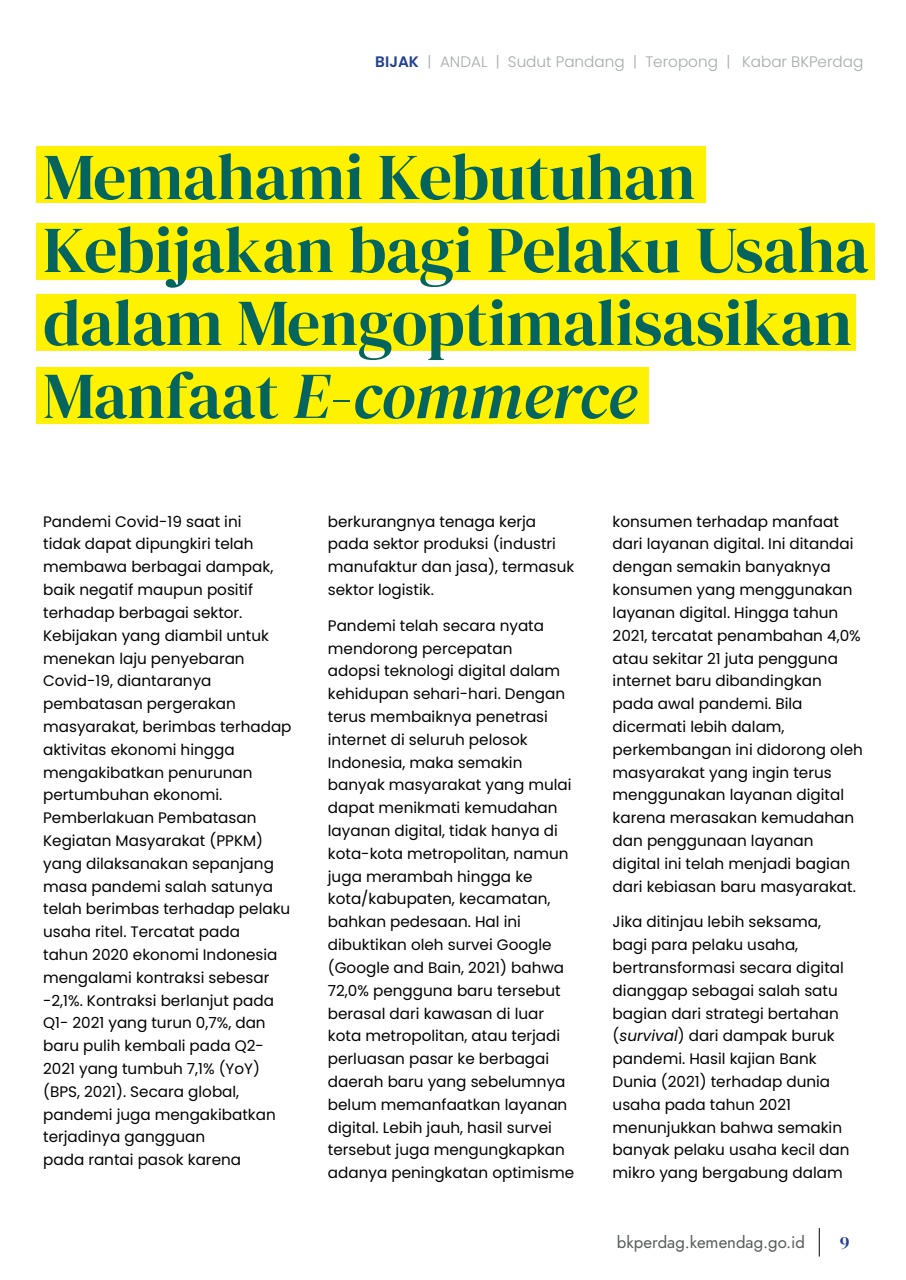 BIJAK | ANDAL | Sudut Pandang | Teropong | Kabar BKPerdag
Memahami Kebutuhan
Kebijakan bagi Pelaku Usaha
dalam Mengoptimalisasikan
Manfaat E-commerce
Pandemi Covid-19 saat ini
tidak dapat dipungkiri telah
membawa berbagai dampak,
baik negatif maupun positif
terhadap berbagai sektor.
Kebijakan yang diambil untuk
menekan laju penyebaran
Covid-19, diantaranya
pembatasan pergerakan
masyarakat, berimbas terhadap
aktivitas ekonomi hingga
mengakibatkan penurunan
pertumbuhan ekonomi.
Pemberlakuan Pembatasan
Kegiatan Masyarakat (PPKM)
yang dilaksanakan sepanjang
masa pandemi salah satunya
telah berimbas terhadap pelaku
usaha ritel. Tercatat pada
tahun 2020 ekonomi Indonesia
mengalami kontraksi sebesar
-2,1%. Kontraksi berlanjut pada
Q1- 2021 yang turun 0,7%, dan
baru pulih kembali pada Q2-
2021 yang tumbuh 7,1% (YoY)
(BPS, 2021). Secara global,
pandemi juga mengakibatkan
terjadinya gangguan
pada rantai pasok karena
berkurangnya tenaga kerja
pada sektor produksi (industri
manufaktur dan jasa), termasuk
sektor logistik.
Pandemi telah secara nyata
mendorong percepatan
adopsi teknologi digital dalam
kehidupan sehari-hari. Dengan
terus membaiknya penetrasi
internet di seluruh pelosok
Indonesia, maka semakin
banyak masyarakat yang mulai
dapat menikmati kemudahan
layanan digital, tidak hanya di
kota-kota metropolitan, namun
juga merambah hingga ke
kota/kabupaten, kecamatan,
bahkan pedesaan. Hal ini
dibuktikan oleh survei Google
(Google and Bain, 2021) bahwa
72,0% pengguna baru tersebut
berasal dari kawasan di luar
kota metropolitan, atau terjadi
perluasan pasar ke berbagai
daerah baru yang sebelumnya
belum memanfaatkan layanan
digital. Lebih jauh, hasil survei
tersebut juga mengungkapkan
adanya peningkatan optimisme
konsumen terhadap manfaat
dari layanan digital. Ini ditandai
dengan semakin banyaknya
konsumen yang menggunakan
layanan digital. Hingga tahun
2021, tercatat penambahan 4,0%
atau sekitar 21 juta pengguna
internet baru dibandingkan
pada awal pandemi. Bila
dicermati lebih dalam,
perkembangan ini didorong oleh
masyarakat yang ingin terus
menggunakan layanan digital
karena merasakan kemudahan
dan penggunaan layanan
digital ini telah menjadi bagian
dari kebiasan baru masyarakat.
Jika ditinjau lebih seksama,
bagi para pelaku usaha,
bertransformasi secara digital
dianggap sebagai salah satu
bagian dari strategi bertahan
(survival) dari dampak buruk
pandemi. Hasil kajian Bank
Dunia (2021) terhadap dunia
usaha pada tahun 2021
menunjukkan bahwa semakin
banyak pelaku usaha kecil dan
mikro yang bergabung dalam
bkperdag.kemendag.go.id | 9